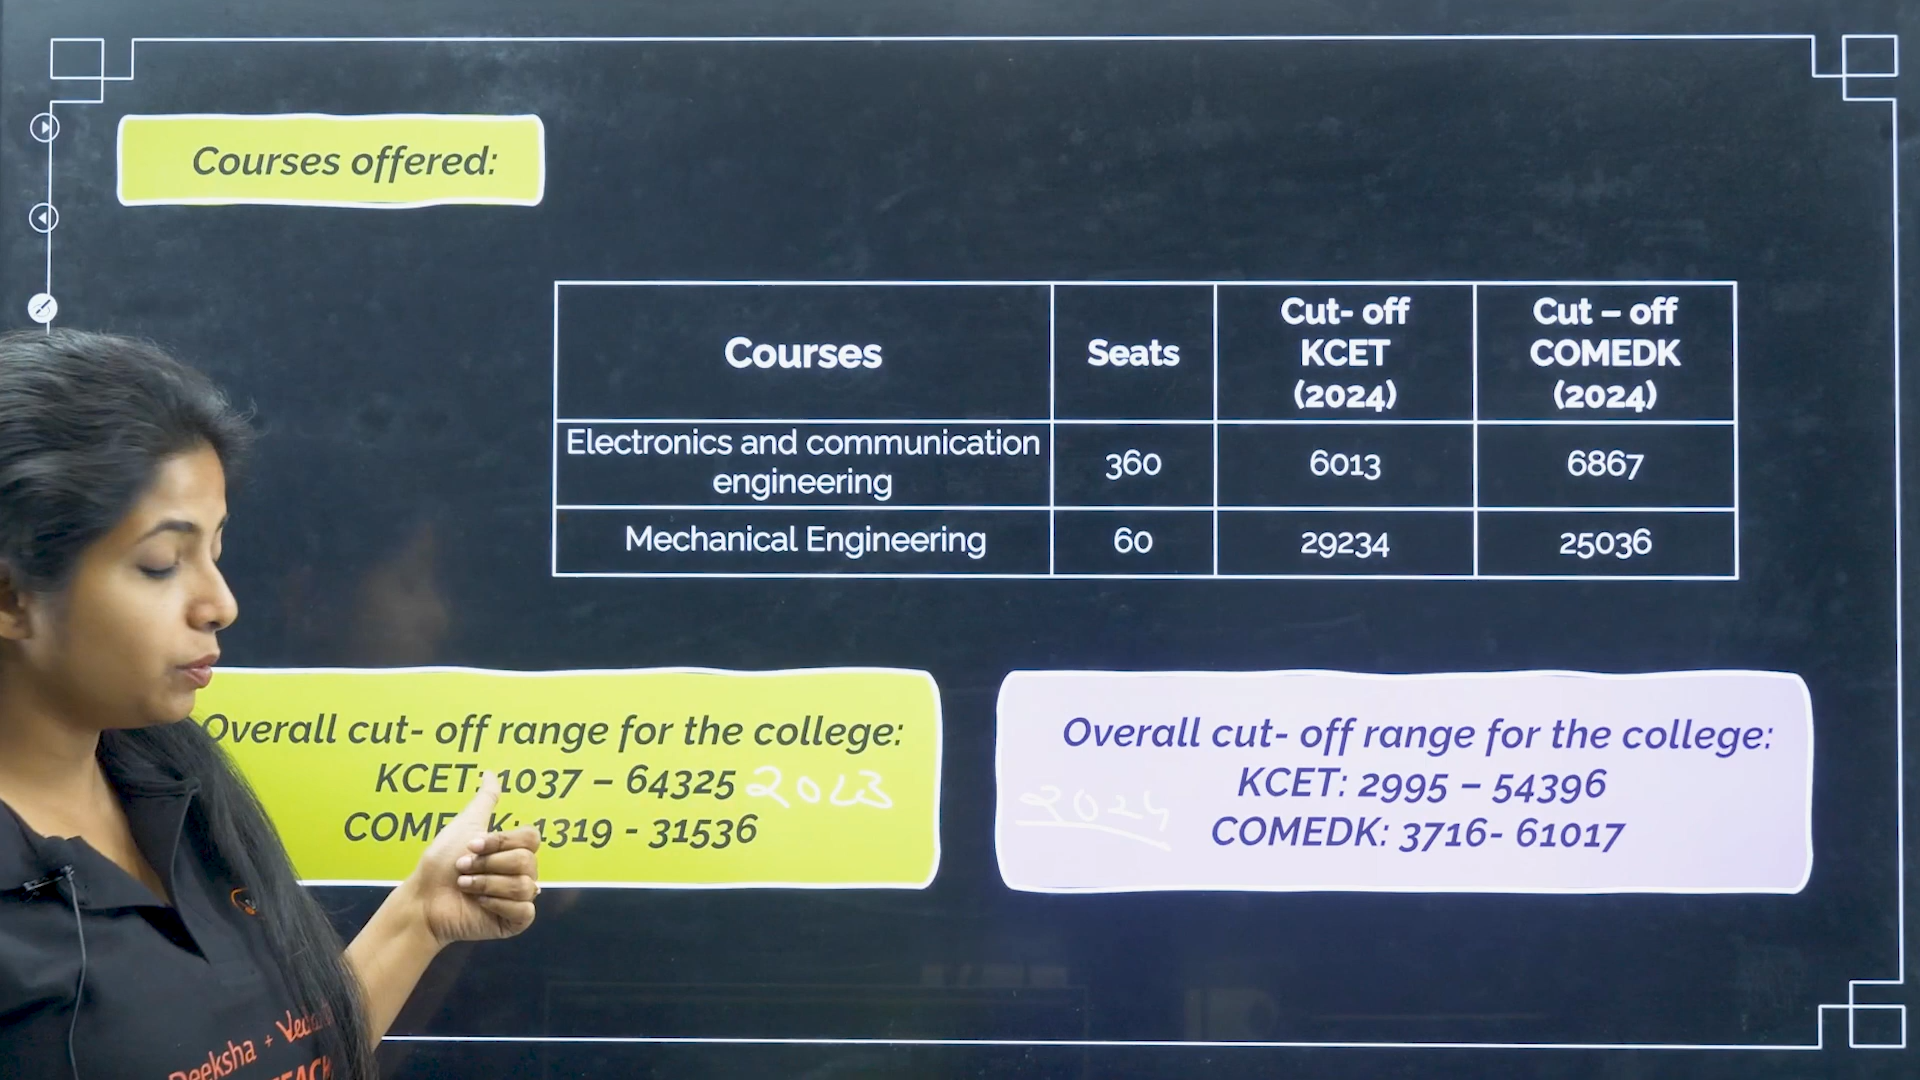 Courses offered:
Courses Seats Cut- off KCET (2024) Cut – off COMEDK (2024)
Electronics and communication engineering 360 6013 6867
Mechanical Engineering 60 29234 25036
Overall cut- off range for the college:
KCET: 1037 – 64325 2023
1319 - 31536
Overall cut- off range for the college:
KCET: 2995 – 54396
COMEDK: 3716- 61017
2024
Deeksha +